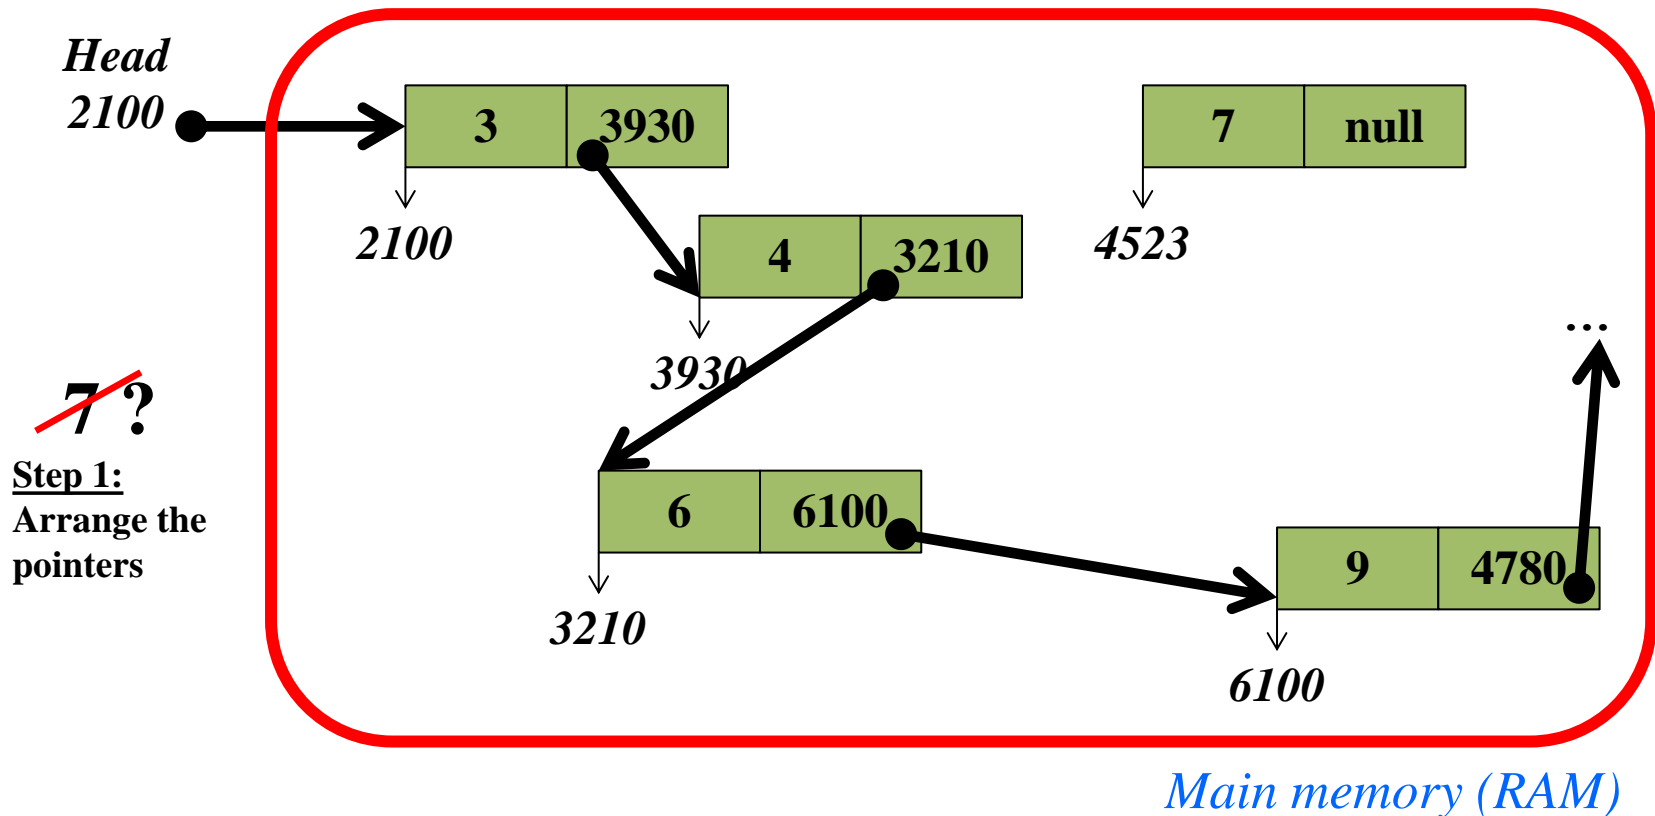 Head
2100
3 3930
7 null
2100
4 3210
4523
3930
...
7 ?
Step 1:
Arrange the
pointers
6 6100
9 4780
3210
6100
Main memory (RAM)